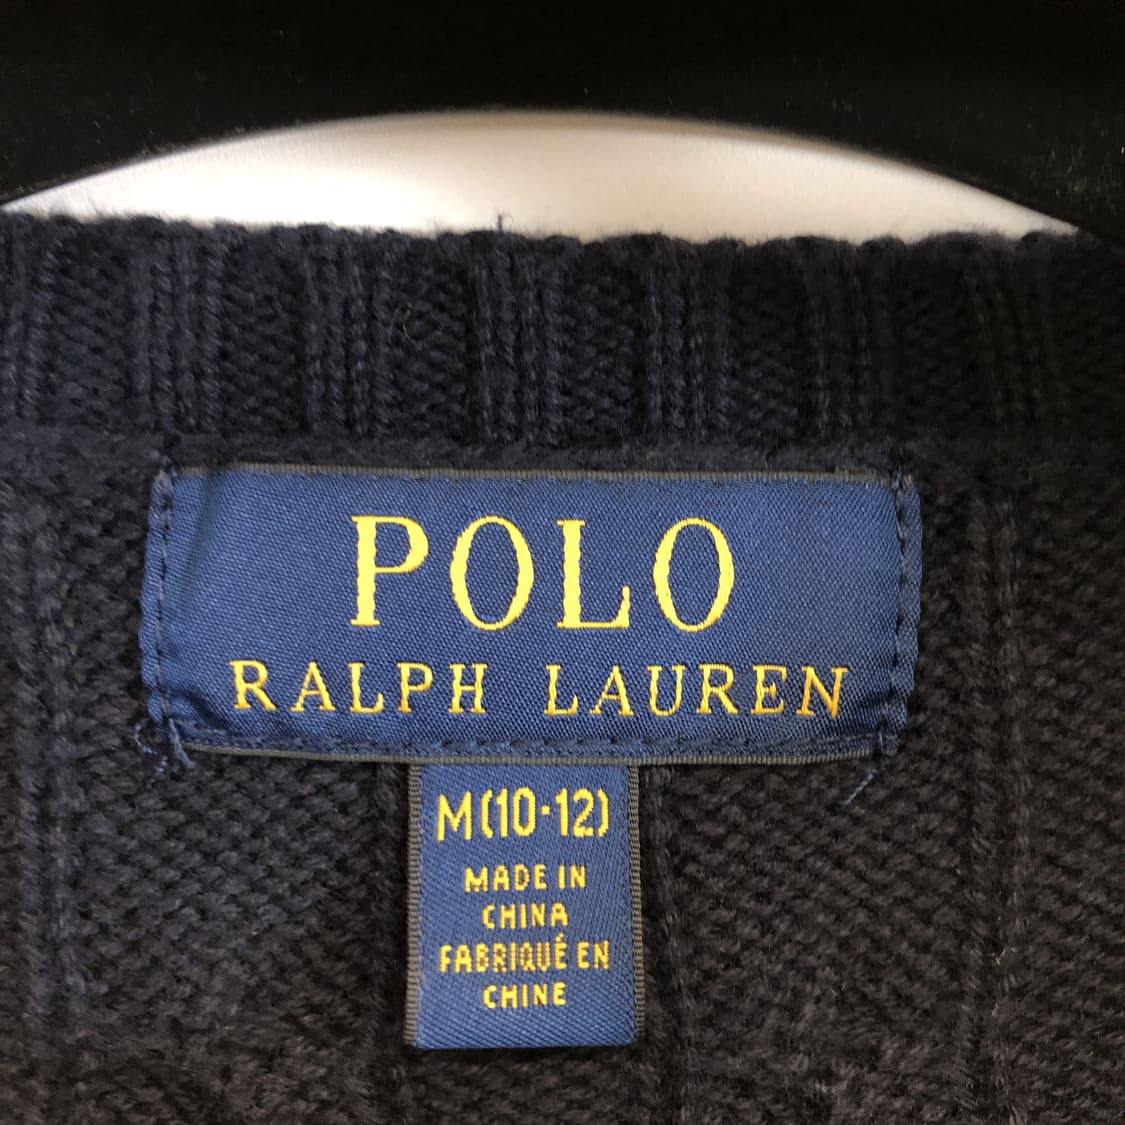 POLO
RALPH LAUREN
M(10·12)
MADE IN
CHINA
FABRIQUÉ EN
CHINE